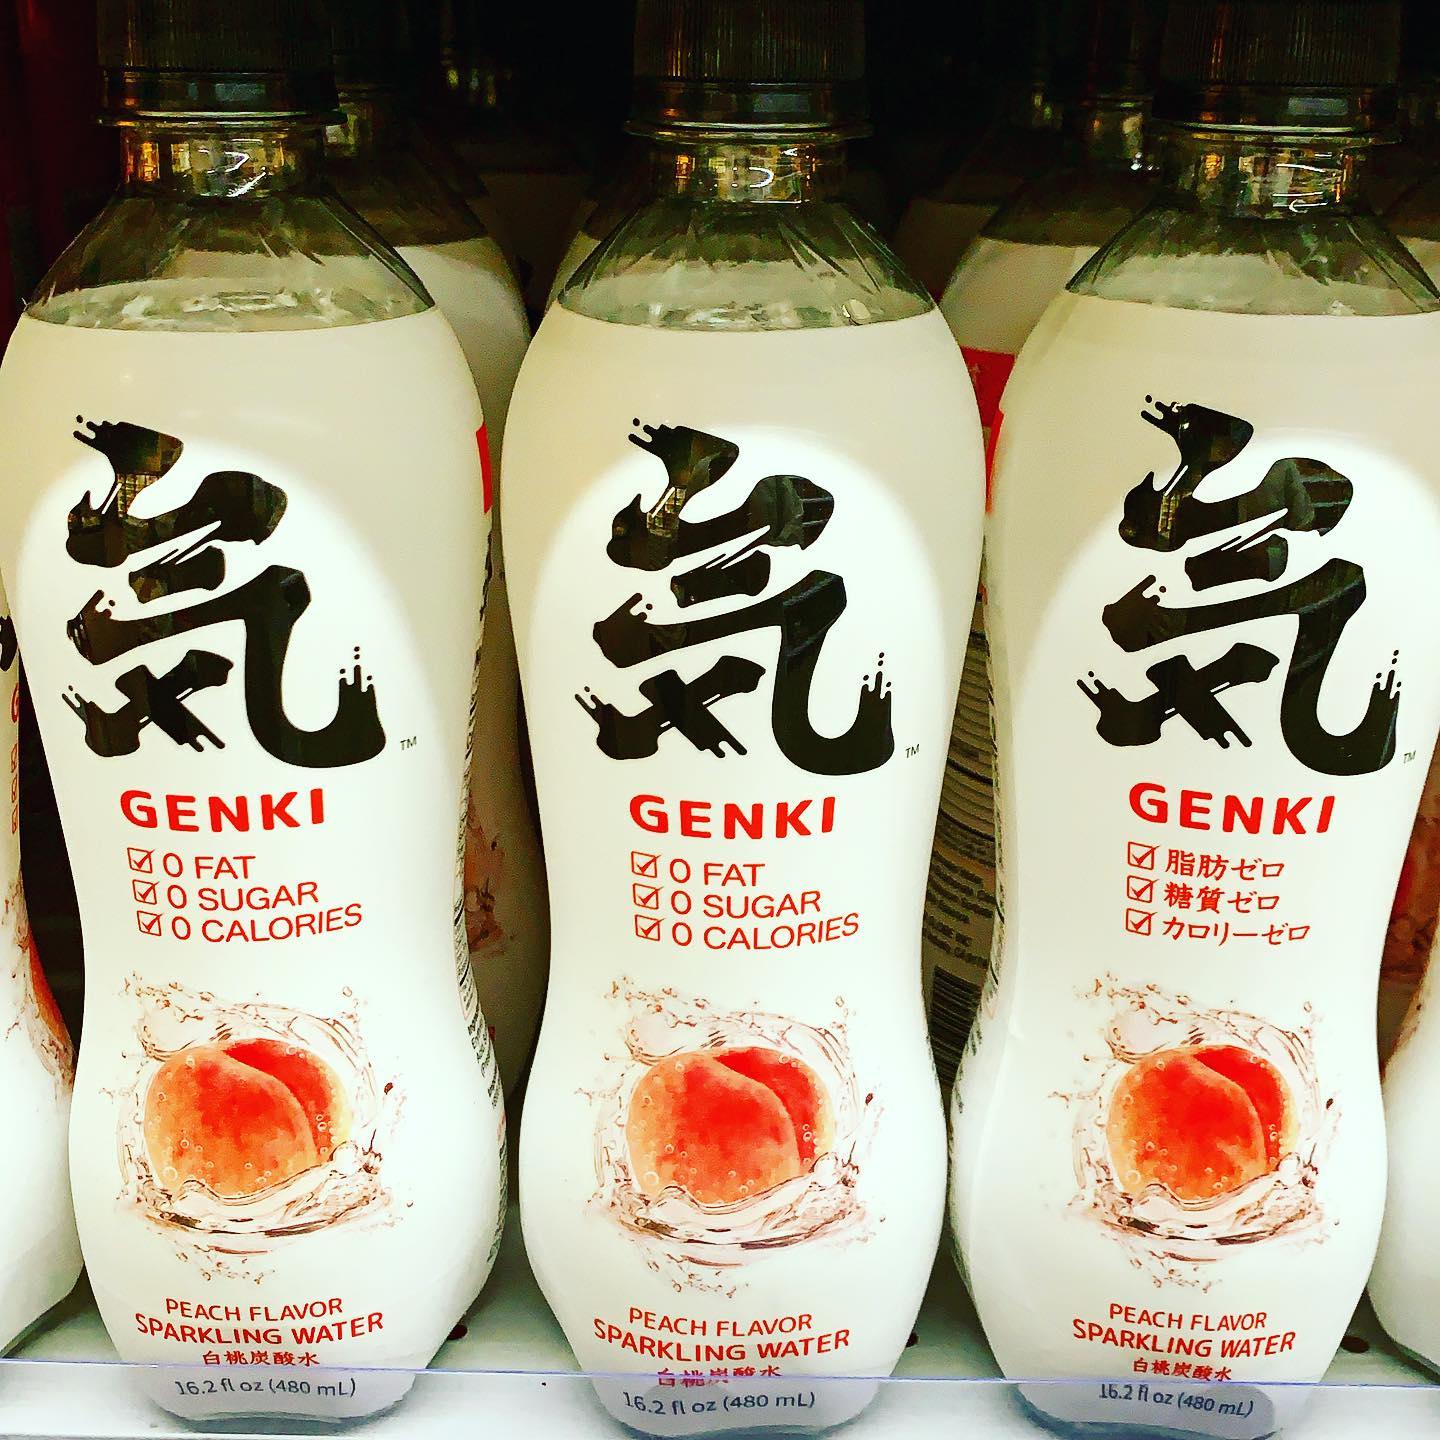 気
TM
GENKI
0 FAT
0 SUGAR
0 CALORIES
PEACH FLAVOR
SPARKLING WATER
白桃炭酸水
16.2 fl oz (480 mL)
気
TM
GENKI
0 FAT
0 SUGAR
0 CALORIES
PEACH FLAVOR
SPARKLING WATER
白桃炭酸水
16.2 fl oz (480 mL)
気
TM
GENKI
脂肪ゼロ
糖質ゼロ
カロリーゼロ
PEACH FLAVOR
SPARKLING WATER
白桃炭酸水
16.2 fl oz (480 mL)